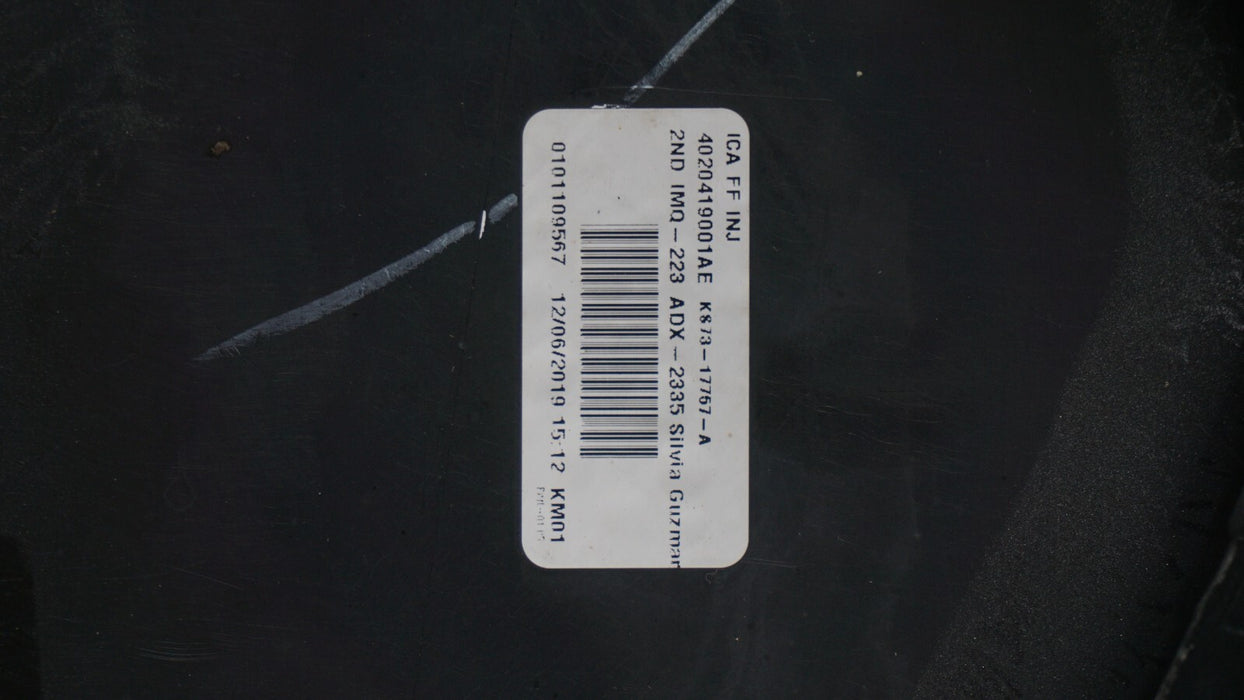 ICA FF INJ
4020419001AE K873-17757-A
2ND IMQ-223 ADX-2335 Silvia Guzman
0101109567 12/06/2019 15:12 KM01